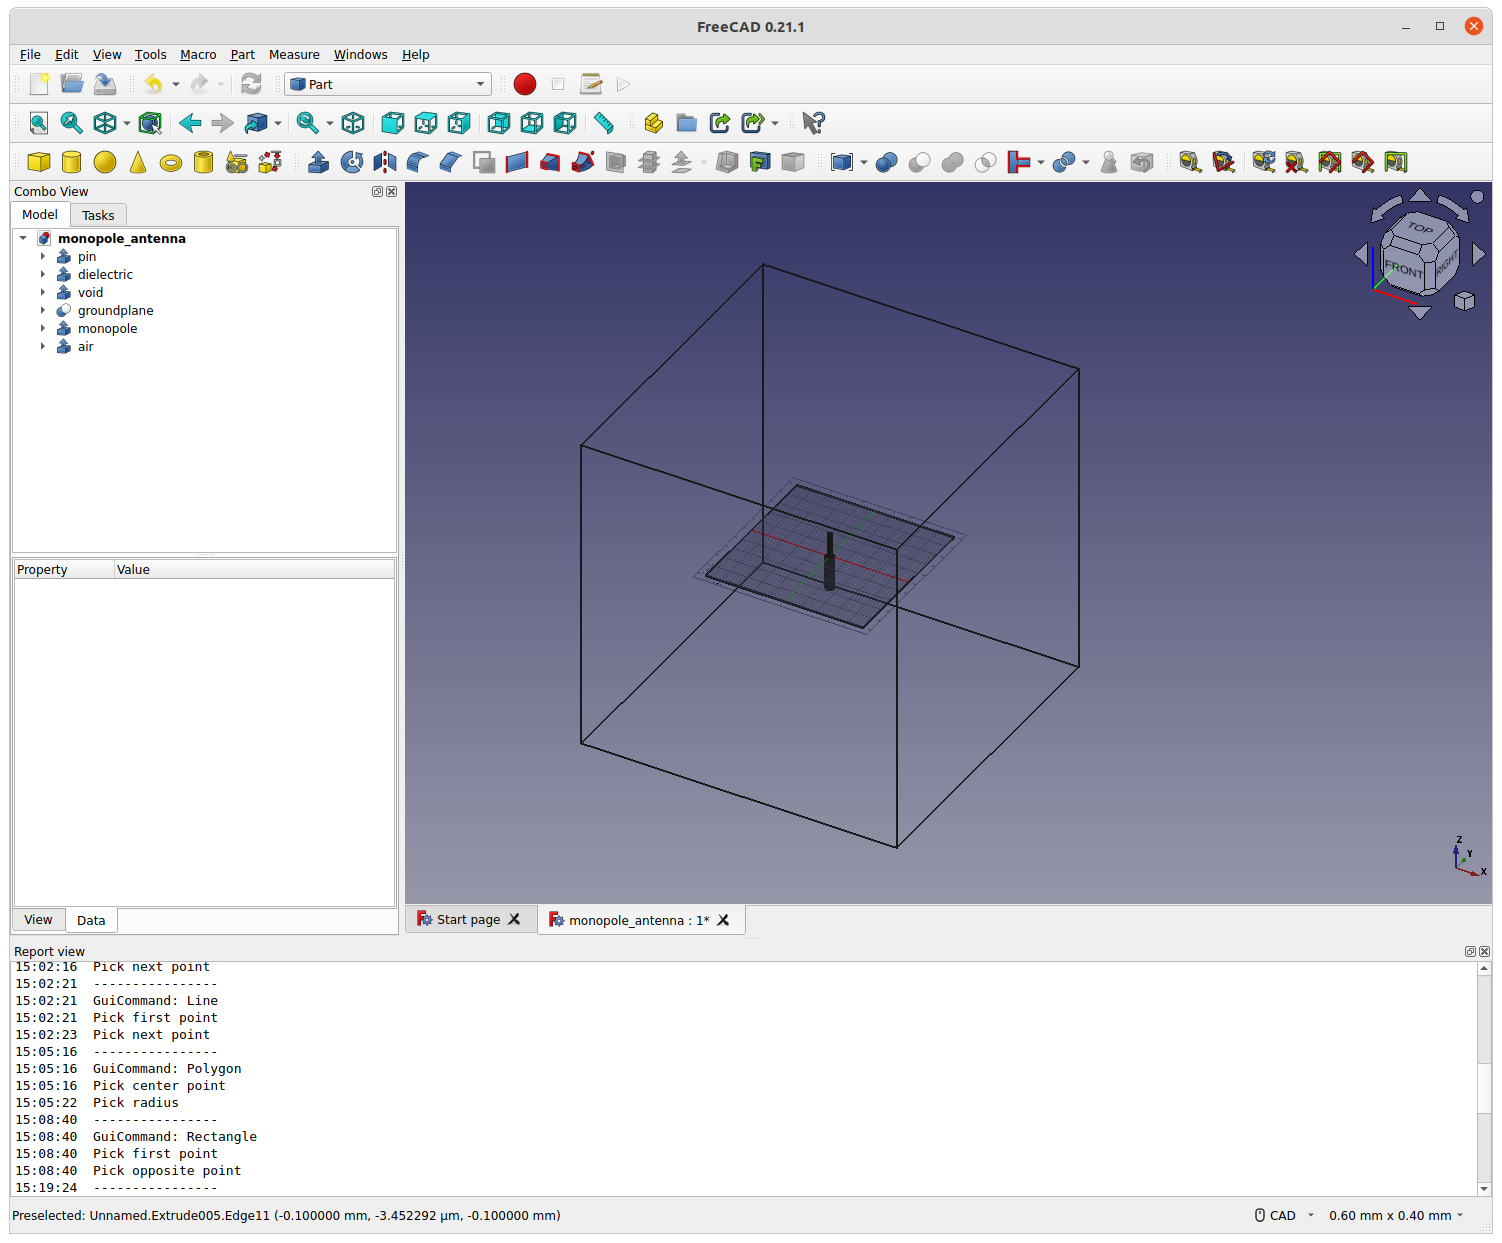 FreeCAD 0.21.1
File Edit View Tools Macro Part Measure Windows Help
Part
Combo View
Model Tasks
monopole_antenna
pin
dielectric
void
groundplane
monopole
air
Property Value
View Data
TOP
FRONT RIGHT
Z
Y
X
Start page monopole_antenna : 1*
Report view
15:02:16 Pick next point
15:02:21 ----------------
15:02:21 GuiCommand: Line
15:02:21 Pick first point
15:02:23 Pick next point
15:05:16 ----------------
15:05:16 GuiCommand: Polygon
15:05:16 Pick center point
15:05:22 Pick radius
15:08:40 ----------------
15:08:40 GuiCommand: Rectangle
15:08:40 Pick first point
15:08:40 Pick opposite point
15:19:24 ----------------
Preselected: Unnamed.Extrude005.Edge11 (-0.100000 mm, -3.452292 µm, -0.100000 mm) CAD 0.60 mm x 0.40 mm